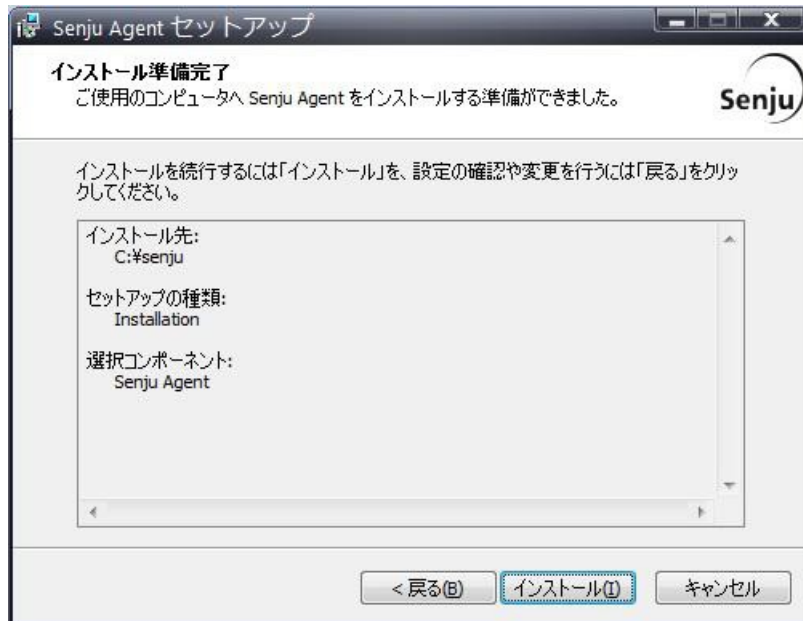 Senju Agent セットアップ
インストール準備完了
ご使用のコンピュータへ Senju Agent をインストールする準備ができました。
Senju
インストールを続行するには「インストール」を、設定の確認や変更を行うには「戻る」をクリッ
クしてください。
インストール先:
C:¥senju
セットアップの種類:
Installation
選択コンポーネント:
Senju Agent
< 戻る(B)
インストール(I)
キャンセル